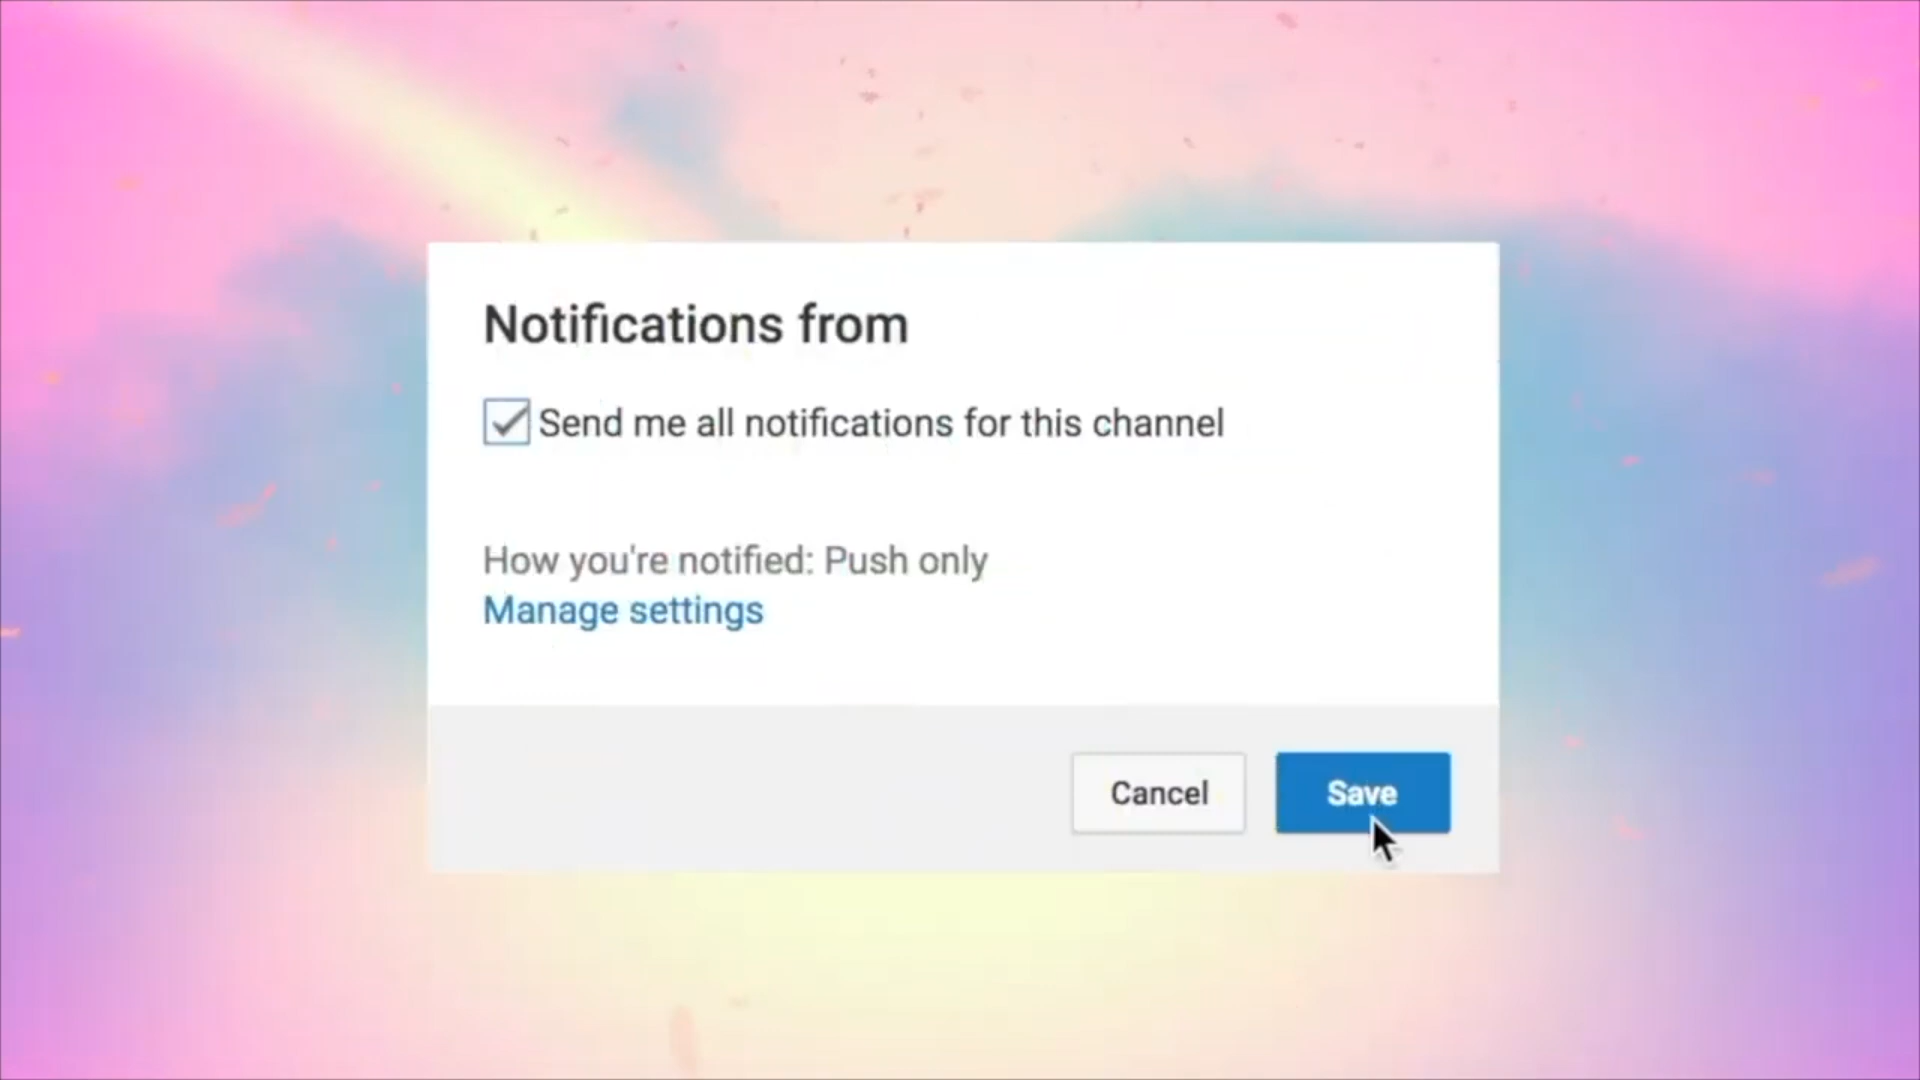 Notifications from
Send me all notifications for this channel
How you're notified: Push only
Manage settings
Cancel
Save